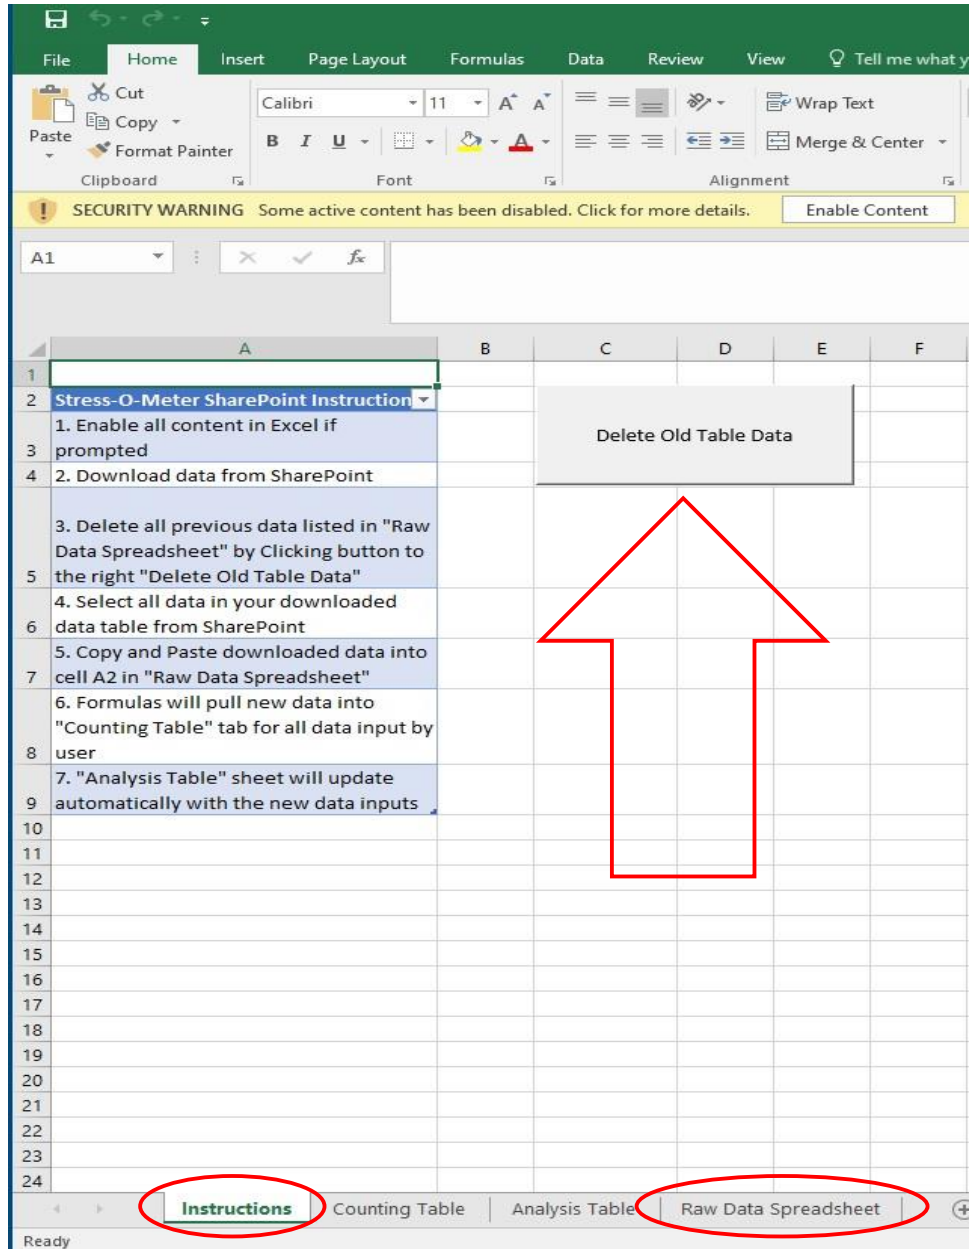 File Home Insert Page Layout Formulas Data Review View Tell me what y
Cut
Copy
Format Painter
Paste
Calibri 11 A A Wrap Text
B I U A Merge & Center
Clipboard Font Alignment
SECURITY WARNING Some active content has been disabled. Click for more details. Enable Content
A1 fx
A B C D E F
1
2 Stress-O-Meter SharePoint Instruction
1. Enable all content in Excel if
3 prompted
4 2. Download data from SharePoint
3. Delete all previous data listed in "Raw
Data Spreadsheet" by Clicking button to
5 the right "Delete Old Table Data"
4. Select all data in your downloaded
6 data table from SharePoint
5. Copy and Paste downloaded data into
7 cell A2 in "Raw Data Spreadsheet"
6. Formulas will pull new data into
"Counting Table" tab for all data input by
8 user
7. "Analysis Table" sheet will update
9 automatically with the new data inputs
Delete Old Table Data
10
11
12
13
14
15
16
17
18
19
20
21
22
23
24
Instructions Counting Table Analysis Table Raw Data Spreadsheet
Ready